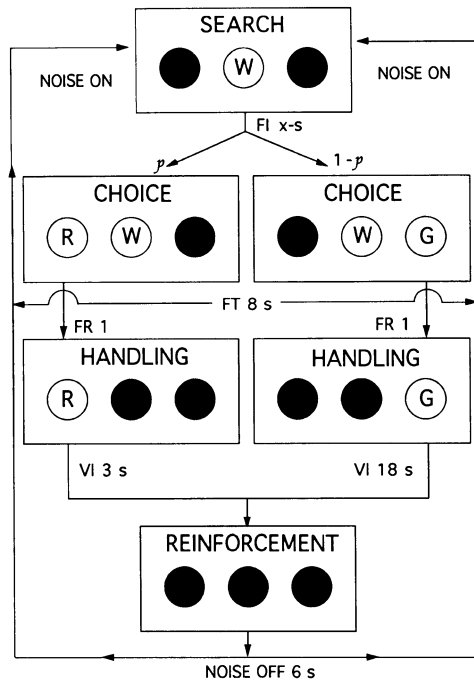 SEARCH
W
NOISE ON
NOISE ON
FI x-s
p
1-p
CHOICE
CHOICE
R W
W G
FT 8 s
FR 1
FR 1
HANDLING
HANDLING
R
G
VI 3 s
VI 18 s
REINFORCEMENT
NOISE OFF 6 s